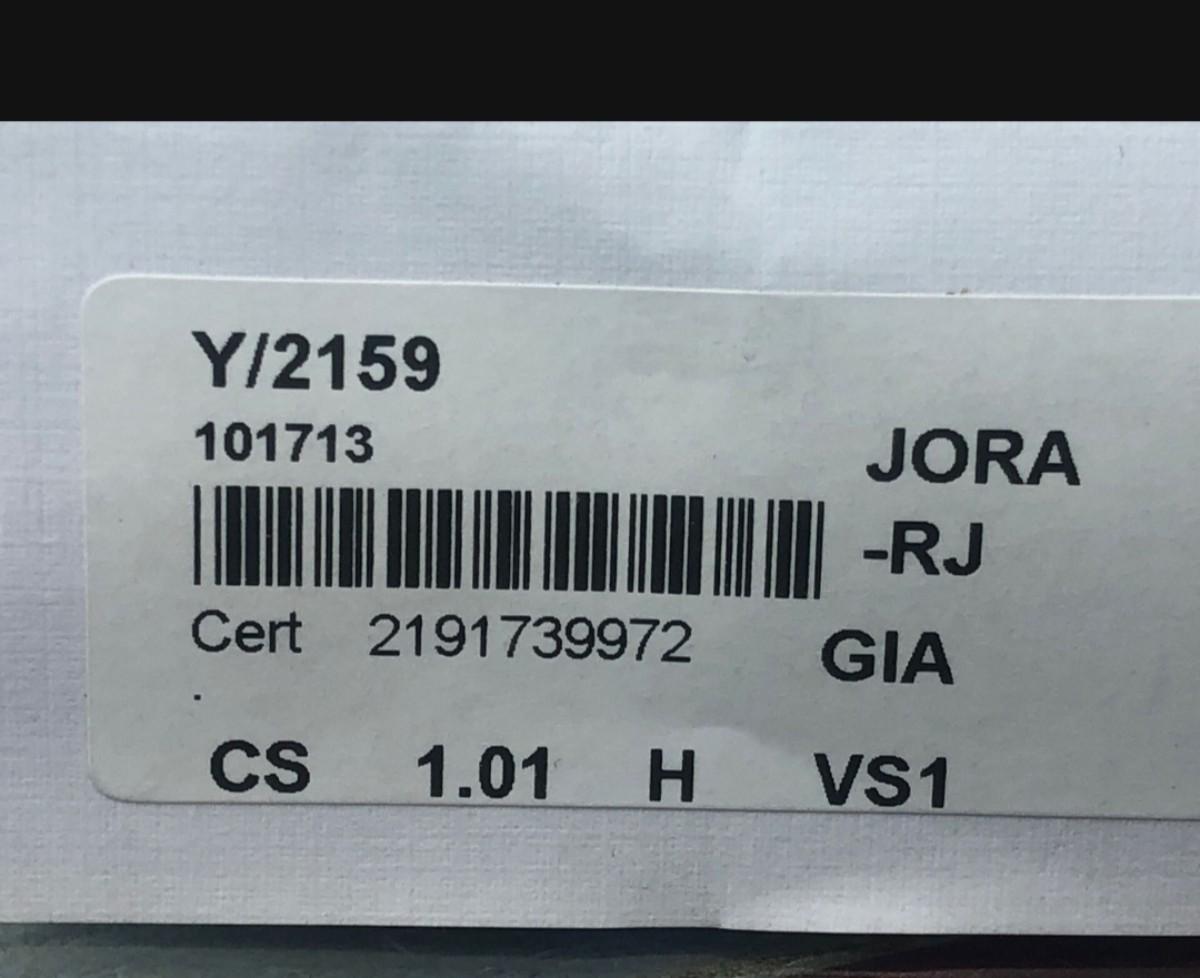 Y/2159
101713
JORA
-RJ
Cert 2191739972 GIA
.
CS 1.01 H VS1